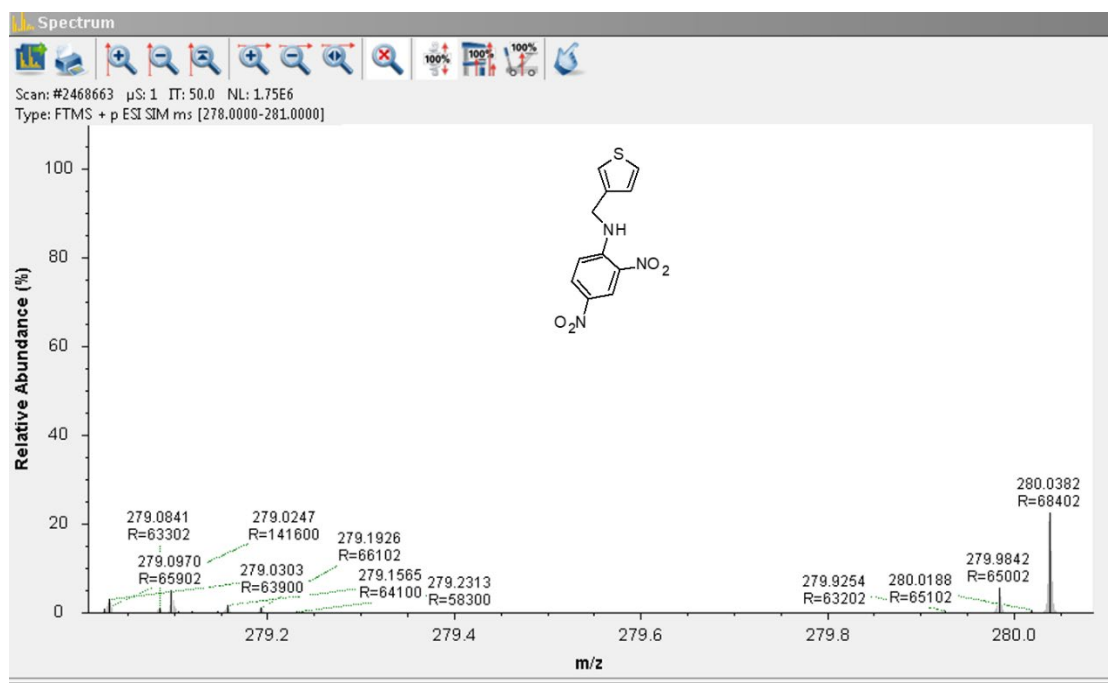 Spectrum
100%
100%
100%
Scan: #2468663 µS: 1 IT: 50.0 NL: 1.75E6
Type: FTMS + p ESI SIM ms [278.0000-281.0000]
Relative Abundance (%)
100
80
60
40
20
0
S
NH
NO2
O2N
279.0841
R=63302
279.0247
R=141600
279.0970
R=65902
279.0303
R=63900
279.1926
R=66102
279.1565
R=64100
279.2313
R=58300
279.9254
R=63202
280.0188
R=65102
279.9842
R=65002
280.0382
R=68402
279.2
279.4
279.6
279.8
280.0
m/z